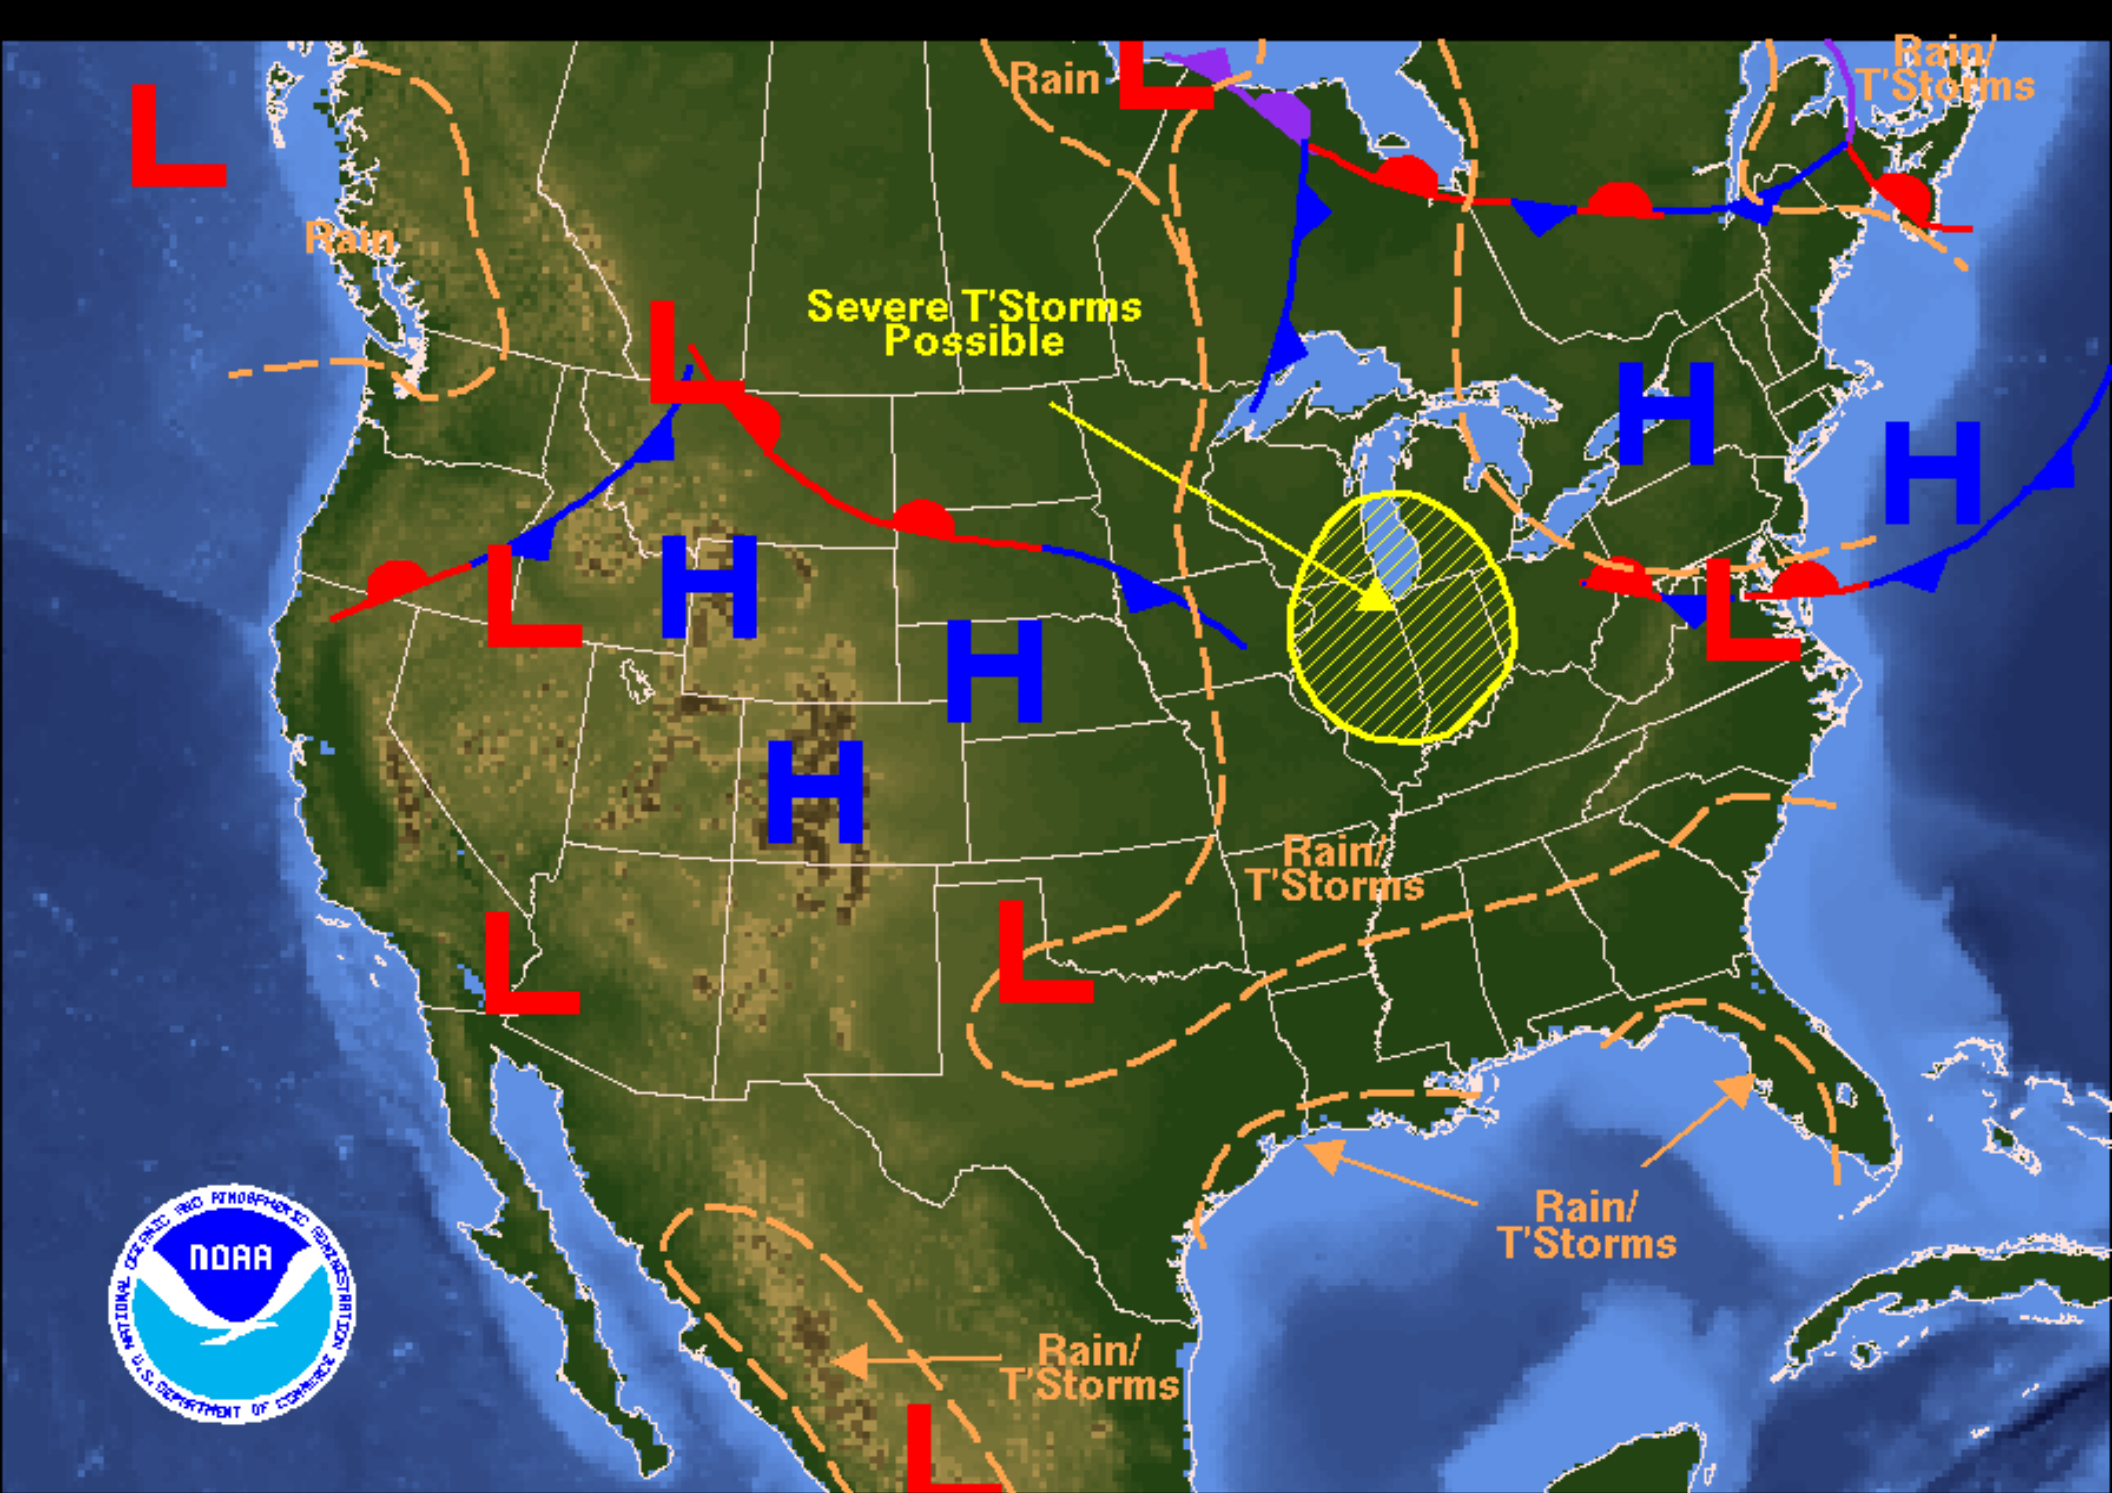 Rain/
T'Storms
Rain
L
L
Rain
Severe T'Storms
Possible
L
H
H
H
L
L
H
H
Rain/
T'Storms
L
L
Rain/
T'Storms
NOAA
NATIONAL OCEANIC AND ATMOSPHERIC ADMINISTRATION
U.S. DEPARTMENT OF COMMERCE
Rain/
T'Storms
L